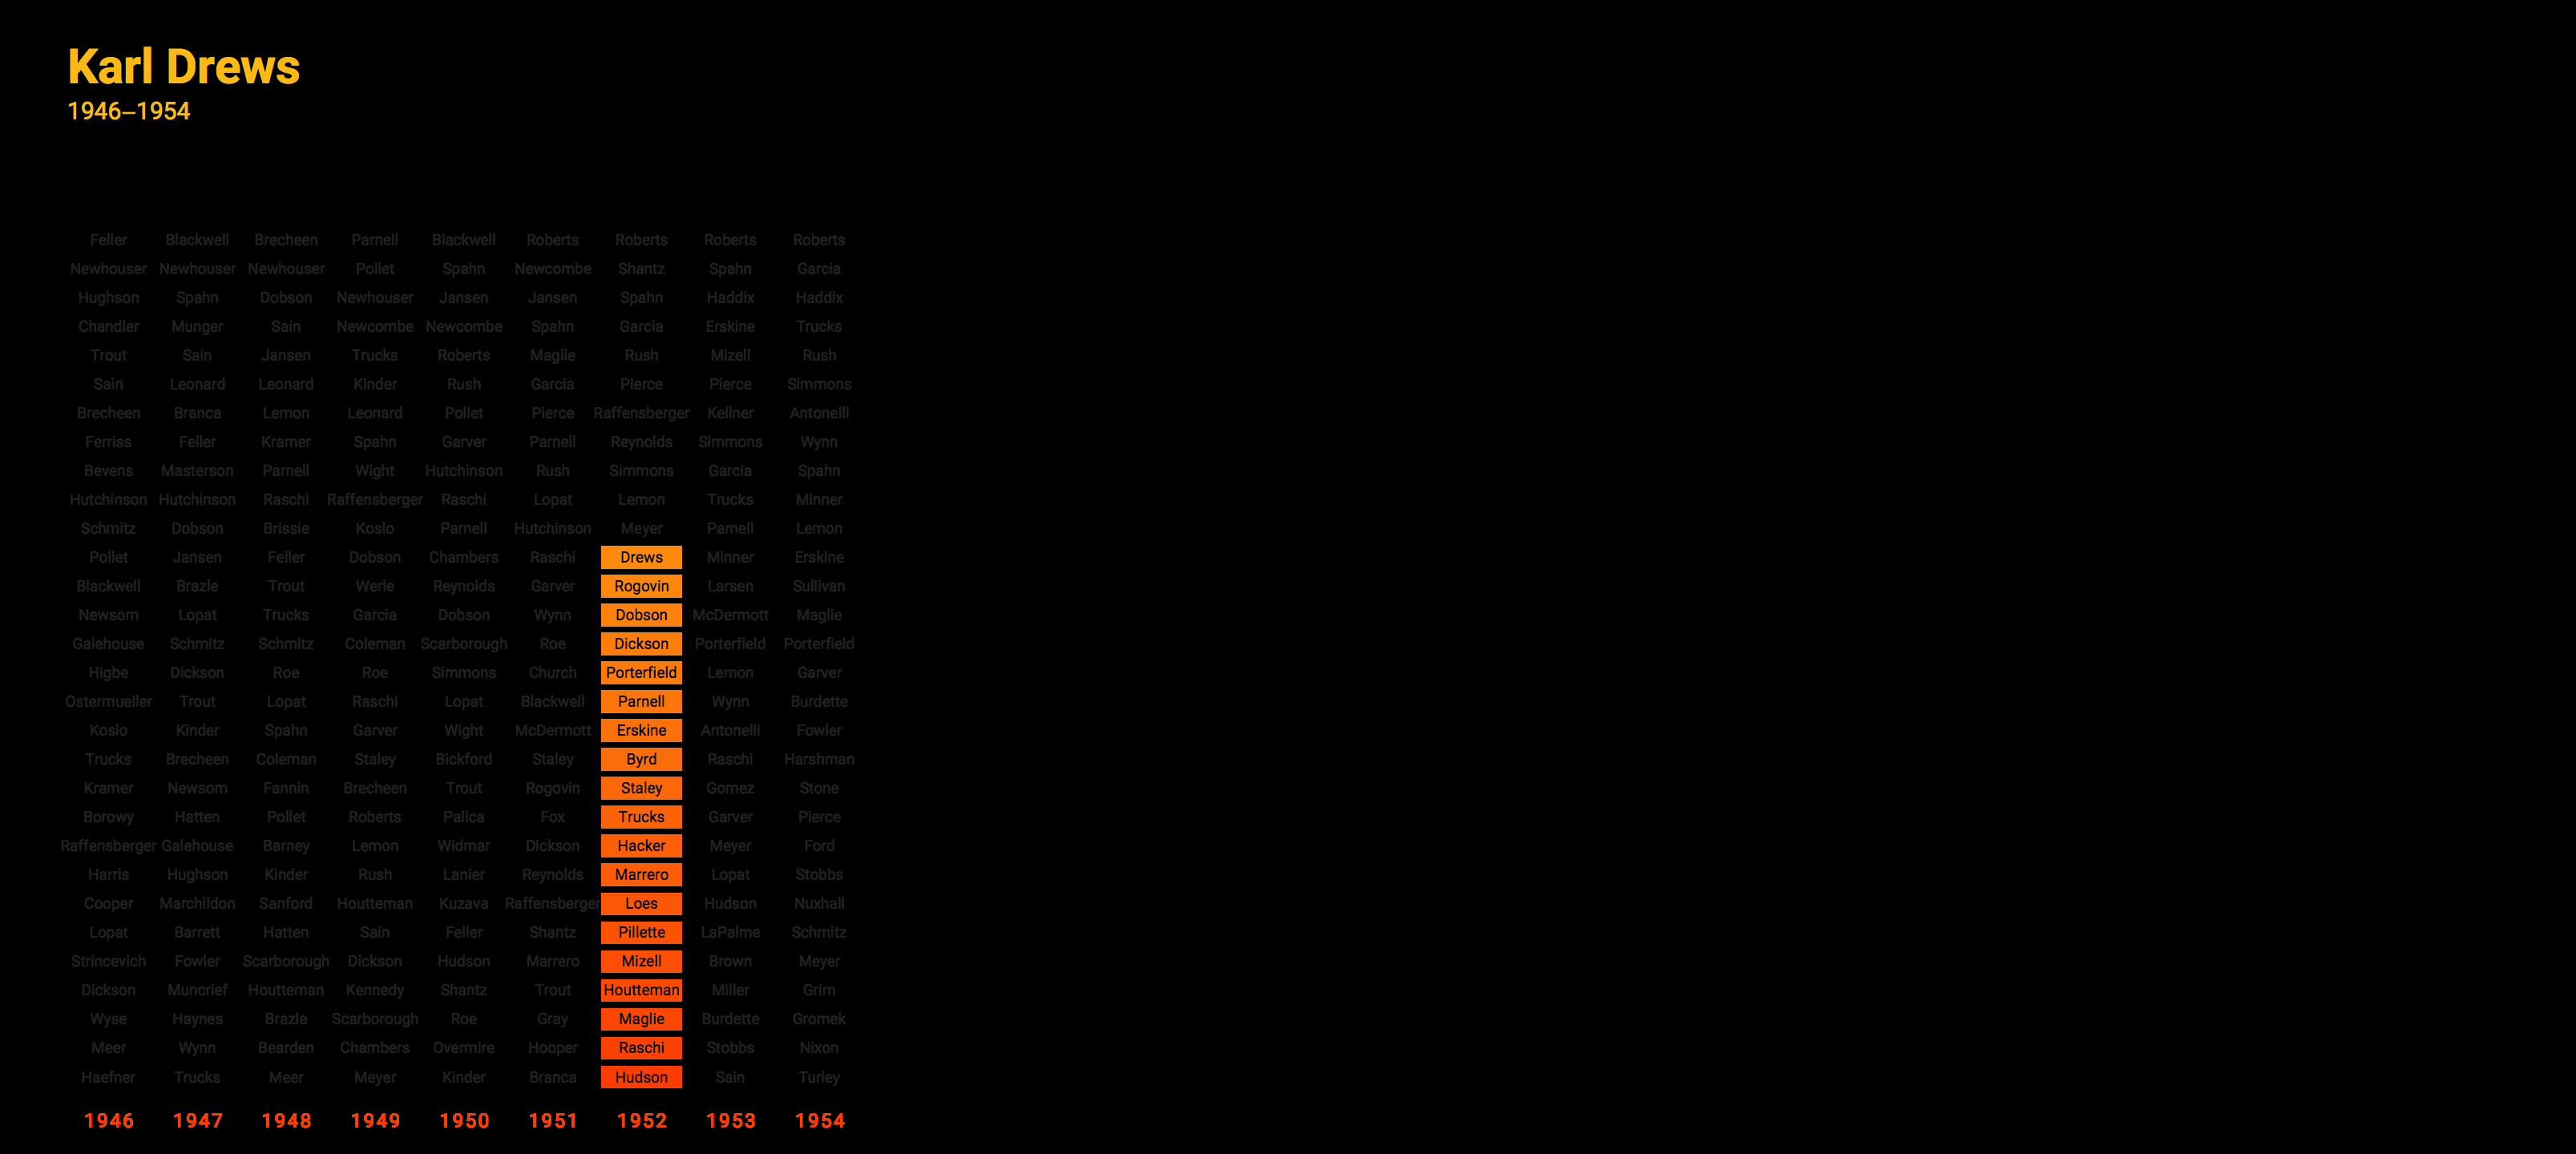 Karl Drews
1946–1954
Feller Blackwell Brecheen Parnell Blackwell Roberts Roberts Roberts Roberts
Newhouser Newhouser Newhouser Pollet Spahn Newcombe Shantz Spahn Garcia
Hughson Spahn Dobson Newhouser Jansen Jansen Spahn Haddix Haddix
Chandler Munger Sain Newcombe Newcombe Spahn Garcia Erskine Trucks
Trout Sain Jansen Trucks Roberts Maglie Rush Mizell Rush
Sain Leonard Leonard Kinder Rush Garcia Pierce Pierce Simmons
Brecheen Branca Lemon Leonard Pollet Pierce Raffensberger Kellner Antonelli
Ferriss Feller Kramer Spahn Garver Parnell Reynolds Simmons Wynn
Bevens Masterson Parnell Wight Hutchinson Rush Simmons Garcia Spahn
Hutchinson Hutchinson Raschi Raffensberger Raschi Lopat Lemon Trucks Minner
Schmitz Dobson Brissie Koslo Parnell Hutchinson Meyer Parnell Lemon
Pollet Jansen Feller Dobson Chambers Raschi Drews Minner Erskine
Blackwell Brazle Trout Werle Reynolds Garver Rogovin Larsen Sullivan
Newsom Lopat Trucks Garcia Dobson Wynn Dobson McDermott Maglie
Galehouse Schmitz Schmitz Coleman Scarborough Roe Dickson Porterfield Porterfield
Higbe Dickson Roe Roe Simmons Church Porterfield Lemon Garver
Ostermueller Trout Lopat Raschi Lopat Blackwell Parnell Wynn Burdette
Koslo Kinder Spahn Garver Wight McDermott Erskine Antonelli Fowler
Trucks Brecheen Coleman Staley Bickford Staley Byrd Raschi Harshman
Kramer Newsom Fannin Brecheen Trout Rogovin Staley Gomez Stone
Borowy Hatten Pollet Roberts Palica Fox Trucks Garver Pierce
Raffensberger Galehouse Barney Lemon Widmar Dickson Hacker Meyer Ford
Harris Hughson Kinder Rush Lanier Reynolds Marrero Lopat Stobbs
Cooper Marchildon Sanford Houtteman Kuzava Raffensberger Loes Hudson Nuxhall
Lopat Barrett Hatten Sain Feller Shantz Pillette LaPalme Schmitz
Strincevich Fowler Scarborough Dickson Hudson Marrero Mizell Brown Meyer
Dickson Muncrief Houtteman Kennedy Shantz Trout Houtteman Miller Grim
Wyse Haynes Brazle Scarborough Roe Gray Maglie Burdette Gromek
Meer Wynn Bearden Chambers Overmire Hooper Raschi Stobbs Nixon
Haefner Trucks Meer Meyer Kinder Branca Hudson Sain Turley
1946 1947 1948 1949 1950 1951 1952 1953 1954